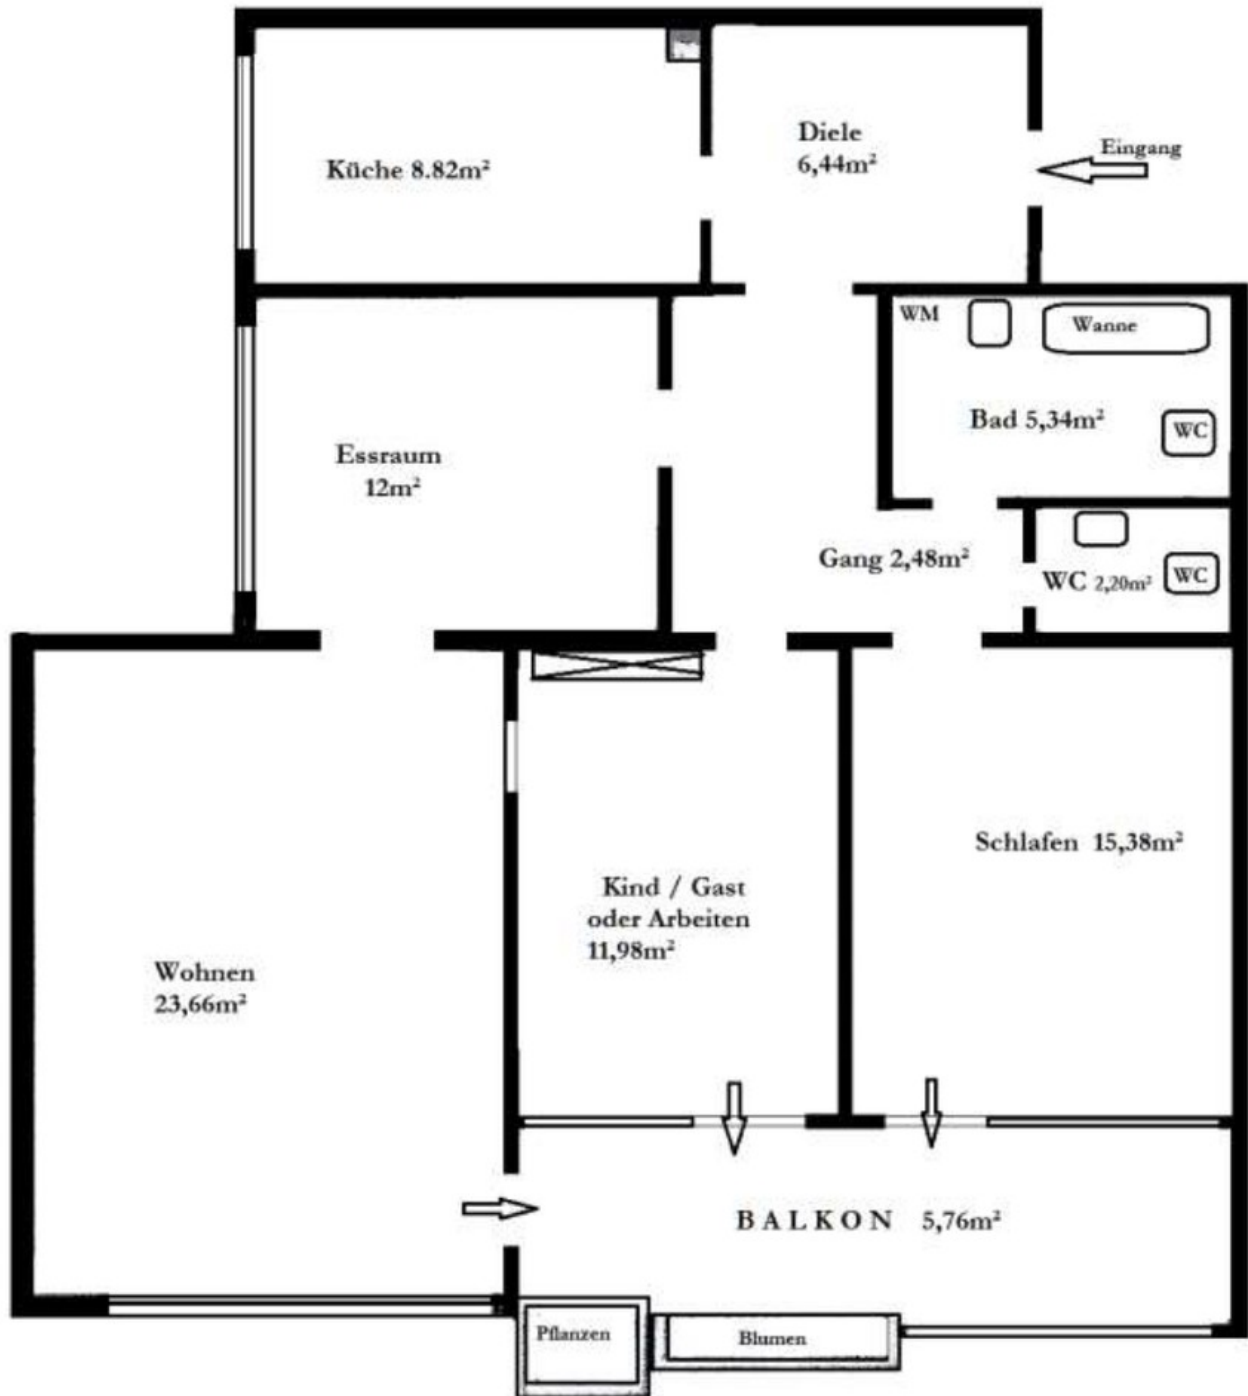 Diele
6,44m²
Eingang
Küche 8.82m²
WM
Wanne
Bad 5,34m²
WC
Essraum
12m²
Gang 2,48m²
WC 2,20m²
WC
Schlafen 15,38m²
Kind / Gast
oder Arbeiten
11,98m²
Wohnen
23,66m²
BALKON 5,76m²
Pflanzen
Blumen